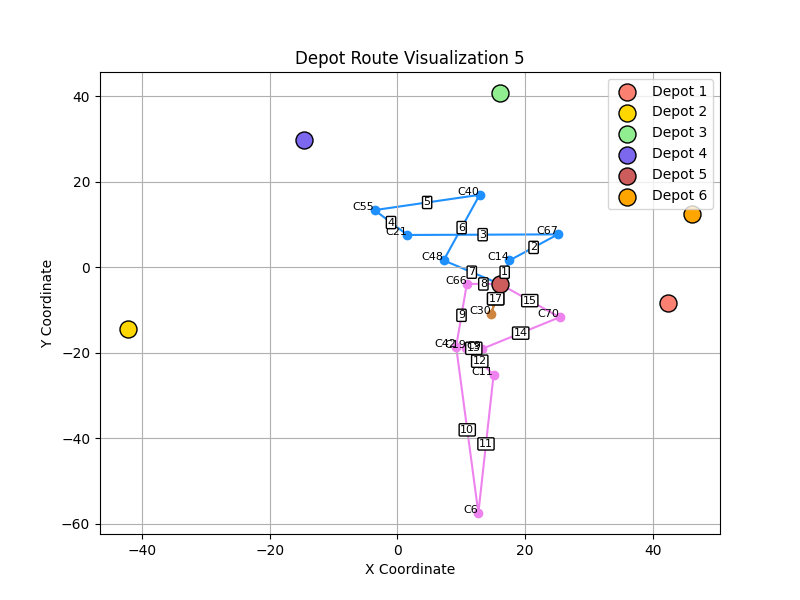 Depot Route Visualization 5
Depot 1
Depot 2
Depot 3
Depot 4
Depot 5
Depot 6
Y Coordinate
40
20
0
−20
−40
−60
−40
−20
0
20
40
X Coordinate
C40
C55
C21
C67
C48
C14
C66
C30
C70
C42
C11
C6
1
2
3
4
5
6
7
8
9
10
11
12
13
14
15
17